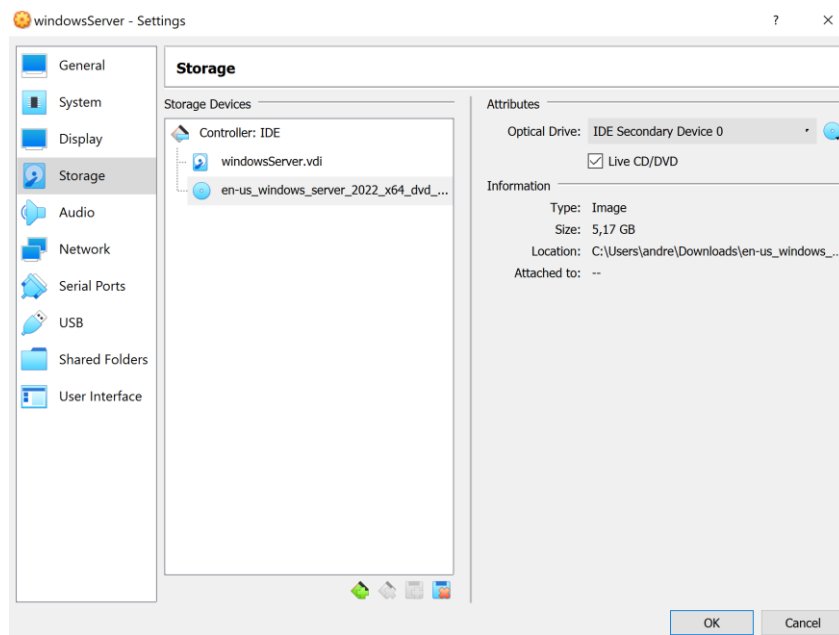 windowsServer - Settings
?
×
General
System
Display
Storage
Audio
Network
Serial Ports
USB
Shared Folders
User Interface
Storage
Storage Devices
Controller: IDE
windowsServer.vdi
en-us_windows_server_2022_x64_dvd_...
Attributes
Optical Drive: IDE Secondary Device 0
Live CD/DVD
Information
Type: Image
Size: 5,17 GB
Location: C:\Users\andre\Downloads\en-us_windows_...
Attached to: --
OK
Cancel